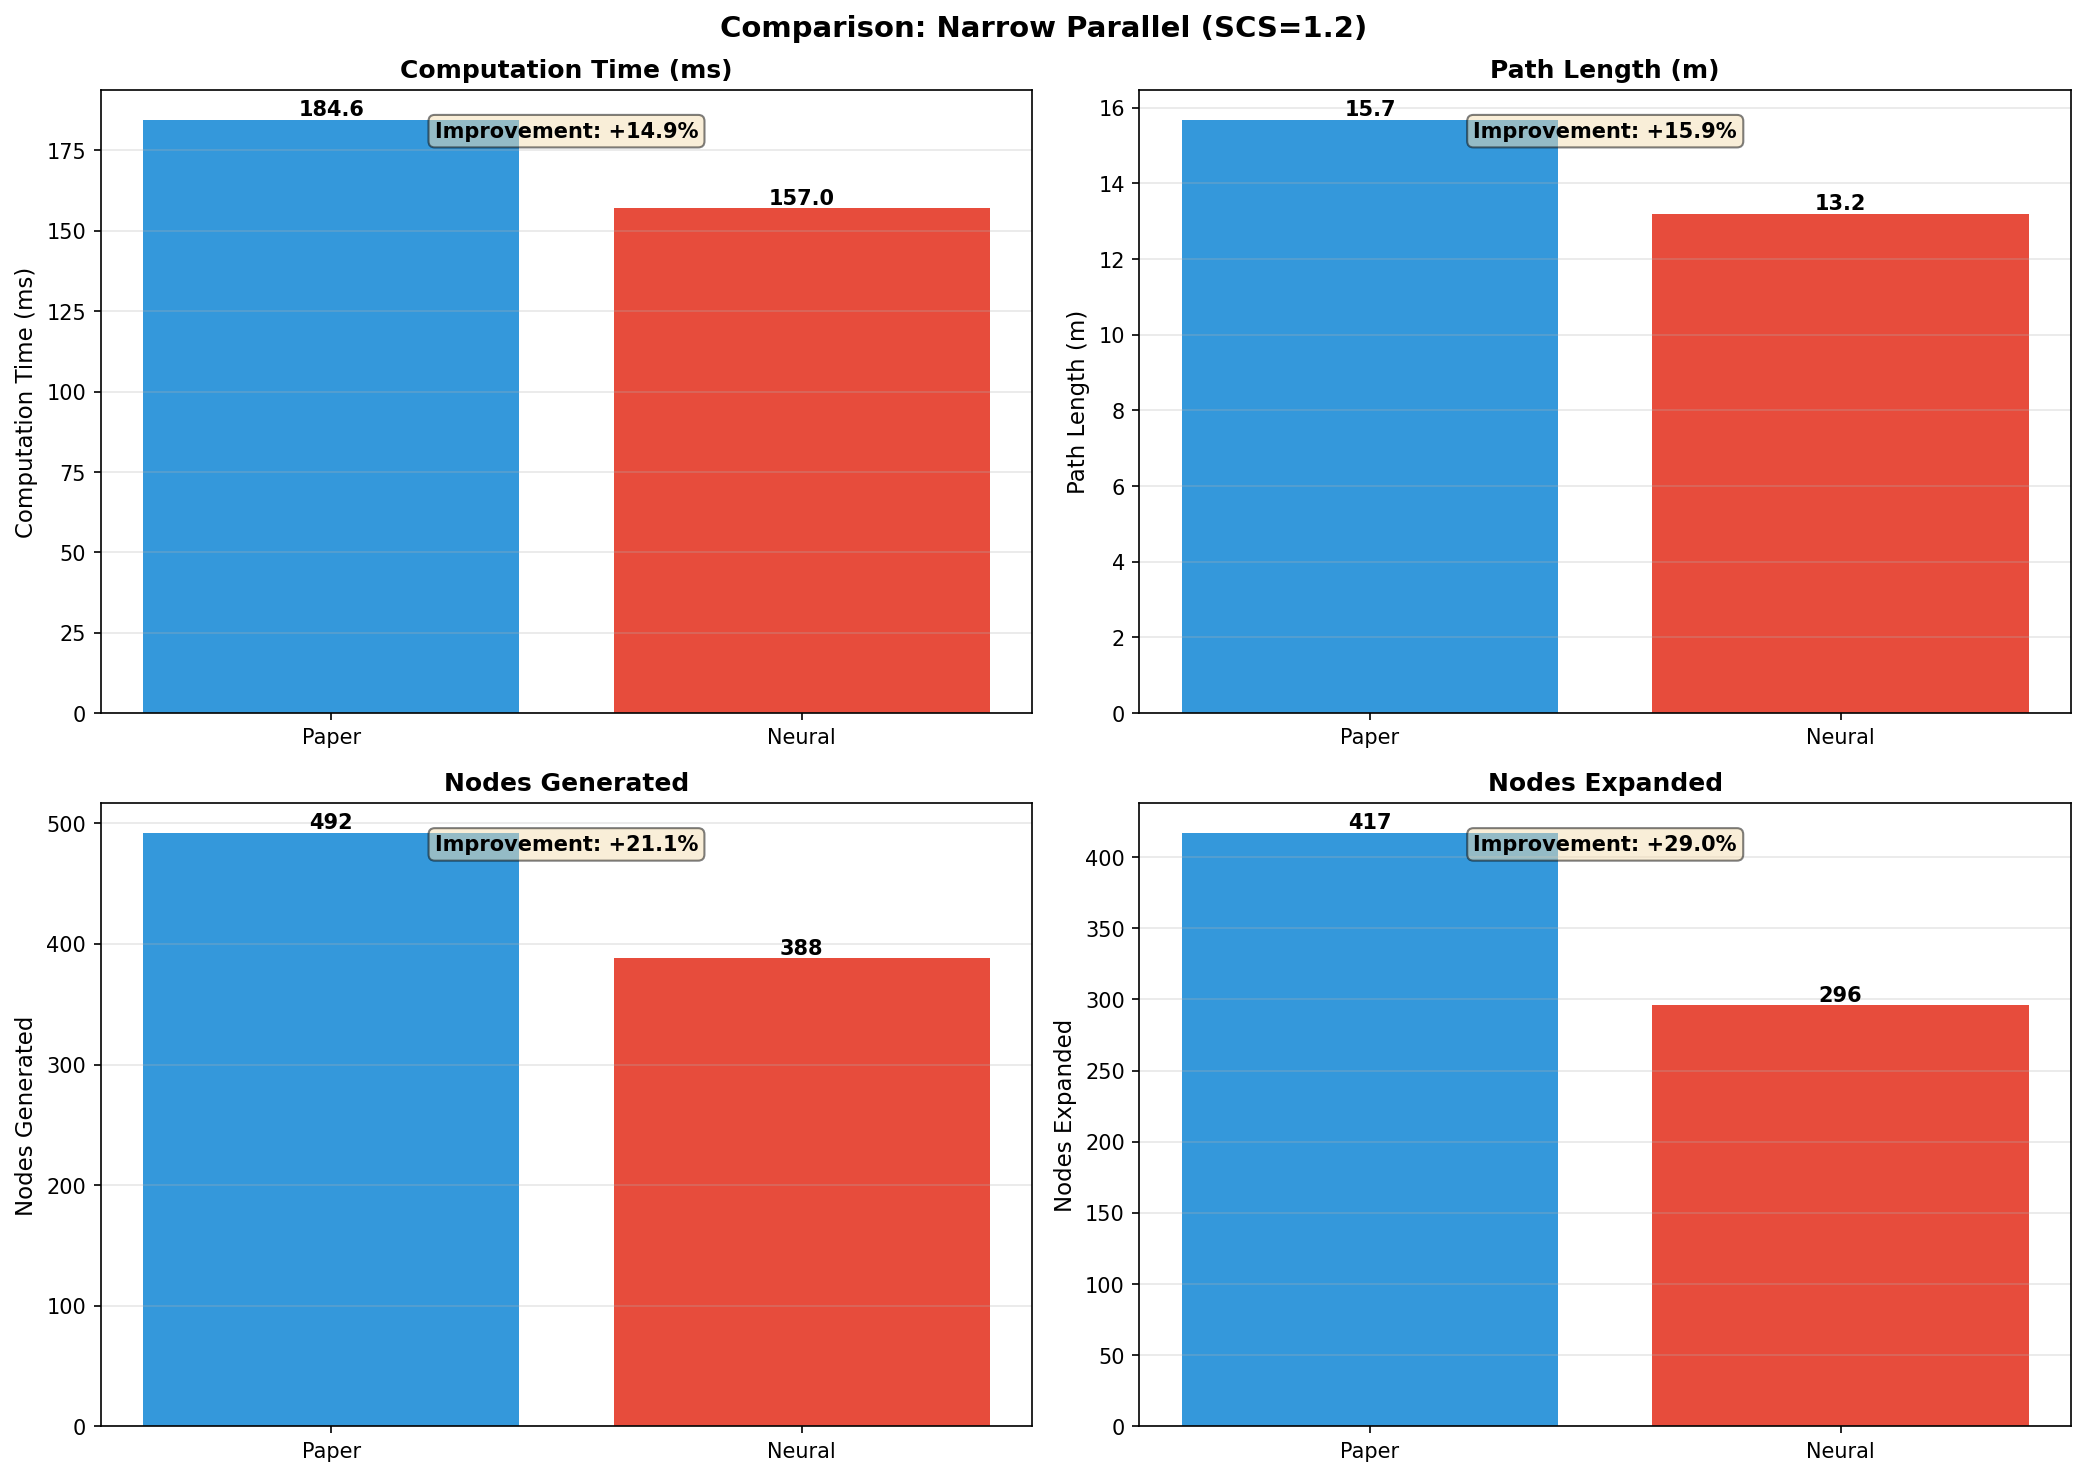 Comparison: Narrow Parallel (SCS=1.2)
Computation Time (ms)
184.6
Improvement: +14.9%
157.0
Computation Time (ms)
175
150
125
100
75
50
25
0
Paper Neural
Path Length (m)
15.7
Improvement: +15.9%
13.2
Path Length (m)
16
14
12
10
8
6
4
2
0
Paper Neural
Nodes Generated
492
Improvement: +21.1%
388
Nodes Generated
500
400
300
200
100
0
Paper Neural
Nodes Expanded
417
Improvement: +29.0%
296
Nodes Expanded
400
350
300
250
200
150
100
50
0
Paper Neural